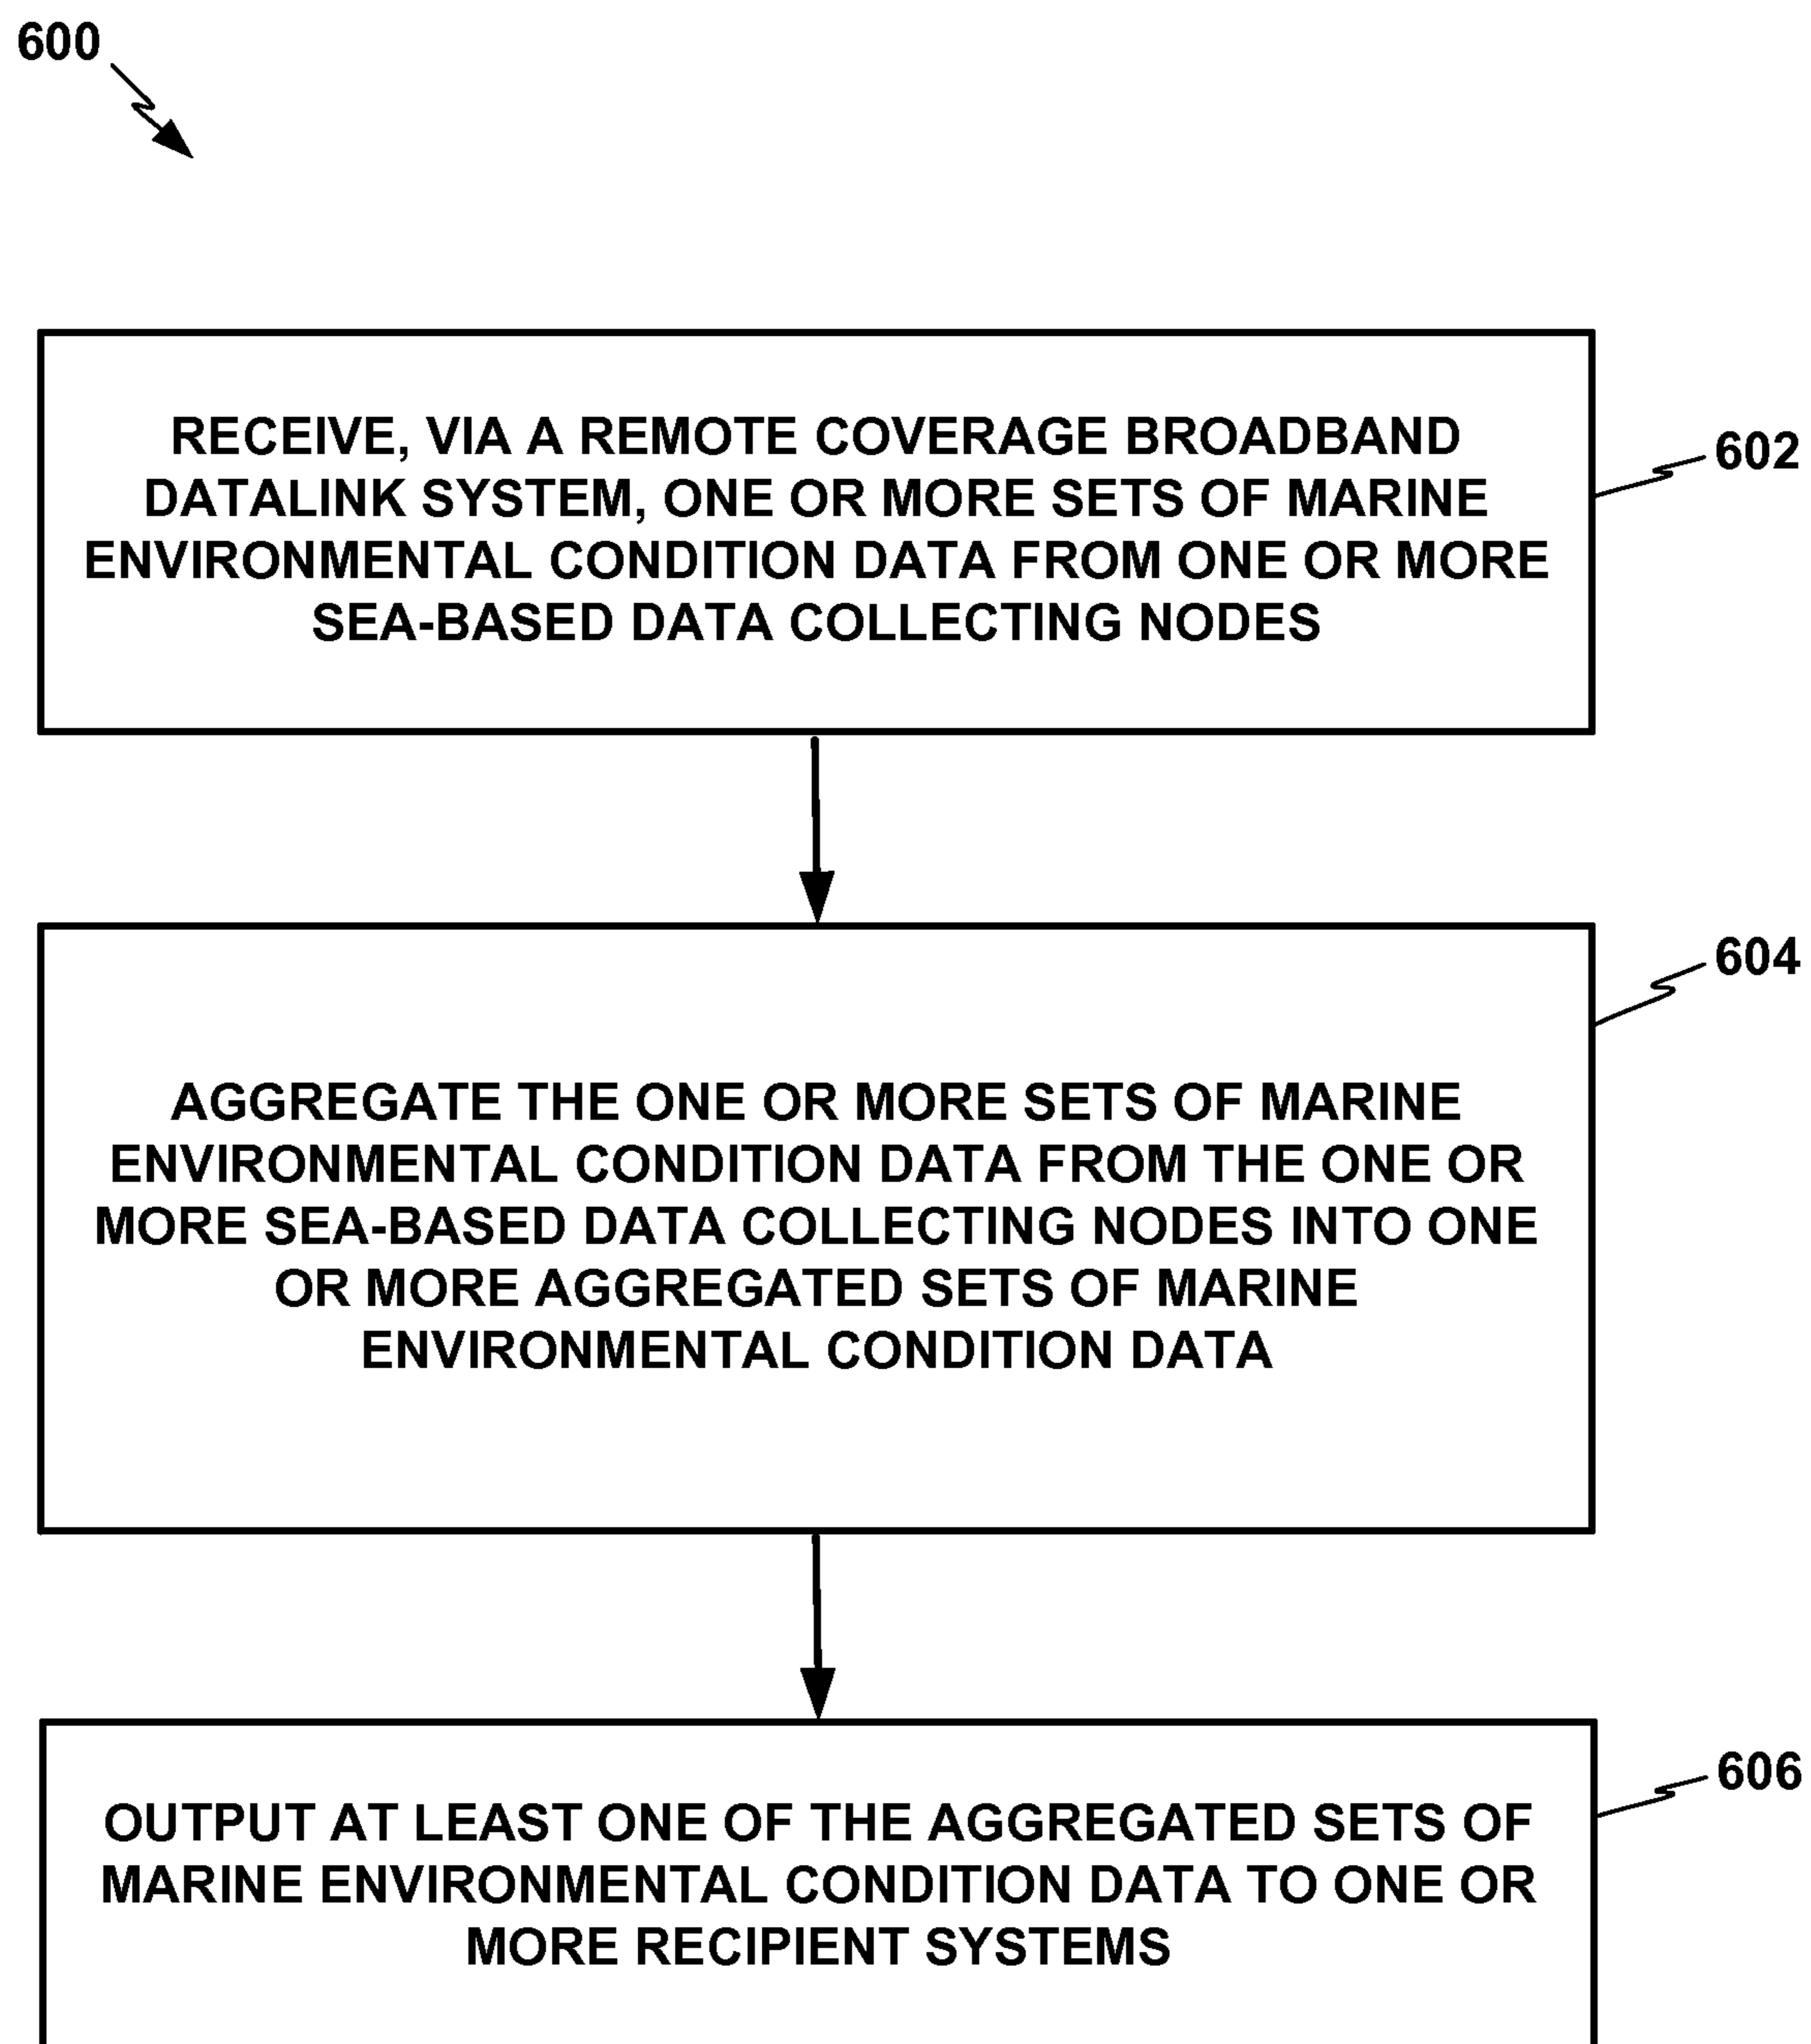 600
RECEIVE, VIA A REMOTE COVERAGE BROADBAND
DATALINK SYSTEM, ONE OR MORE SETS OF MARINE
ENVIRONMENTAL CONDITION DATA FROM ONE OR MORE
SEA-BASED DATA COLLECTING NODES
602
AGGREGATE THE ONE OR MORE SETS OF MARINE
ENVIRONMENTAL CONDITION DATA FROM THE ONE OR
MORE SEA-BASED DATA COLLECTING NODES INTO ONE
OR MORE AGGREGATED SETS OF MARINE
ENVIRONMENTAL CONDITION DATA
604
OUTPUT AT LEAST ONE OF THE AGGREGATED SETS OF
MARINE ENVIRONMENTAL CONDITION DATA TO ONE OR
MORE RECIPIENT SYSTEMS
606